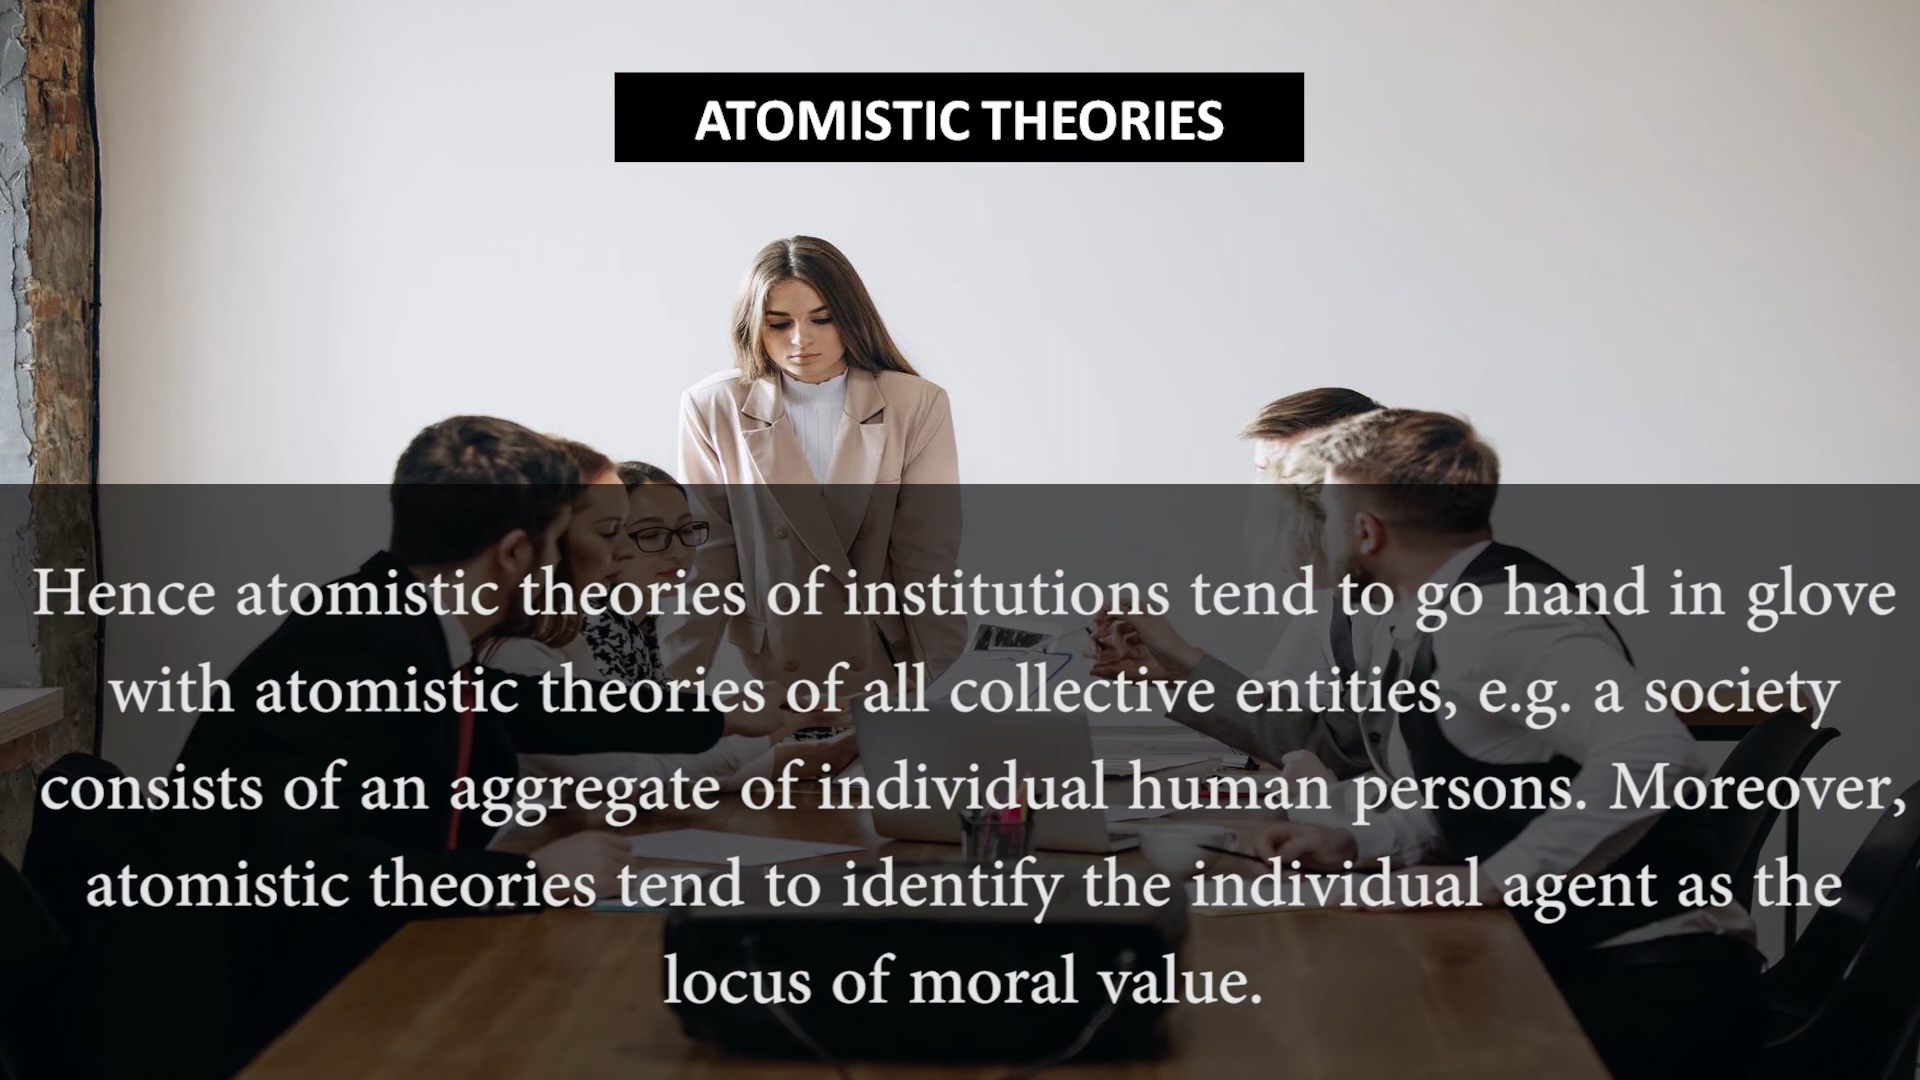 ATOMISTIC THEORIES
Hence atomistic theories of institutions tend to go hand in glove
with atomistic theories of all collective entities, e.g. a society
consists of an aggregate of individual human persons. Moreover,
atomistic theories tend to identify the individual agent as the
locus of moral value.